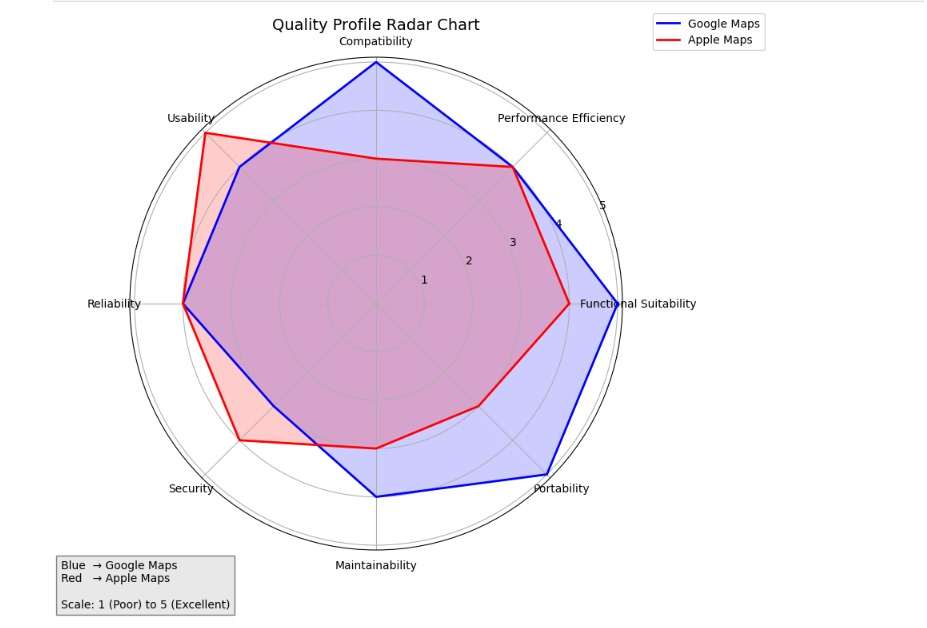 Quality Profile Radar Chart
Google Maps
Apple Maps
Compatibility
Usability
Performance Efficiency
5
4
3
2
1
Reliability
Functional Suitability
Security
Portability
Maintainability
Blue → Google Maps
Red → Apple Maps
Scale: 1 (Poor) to 5 (Excellent)